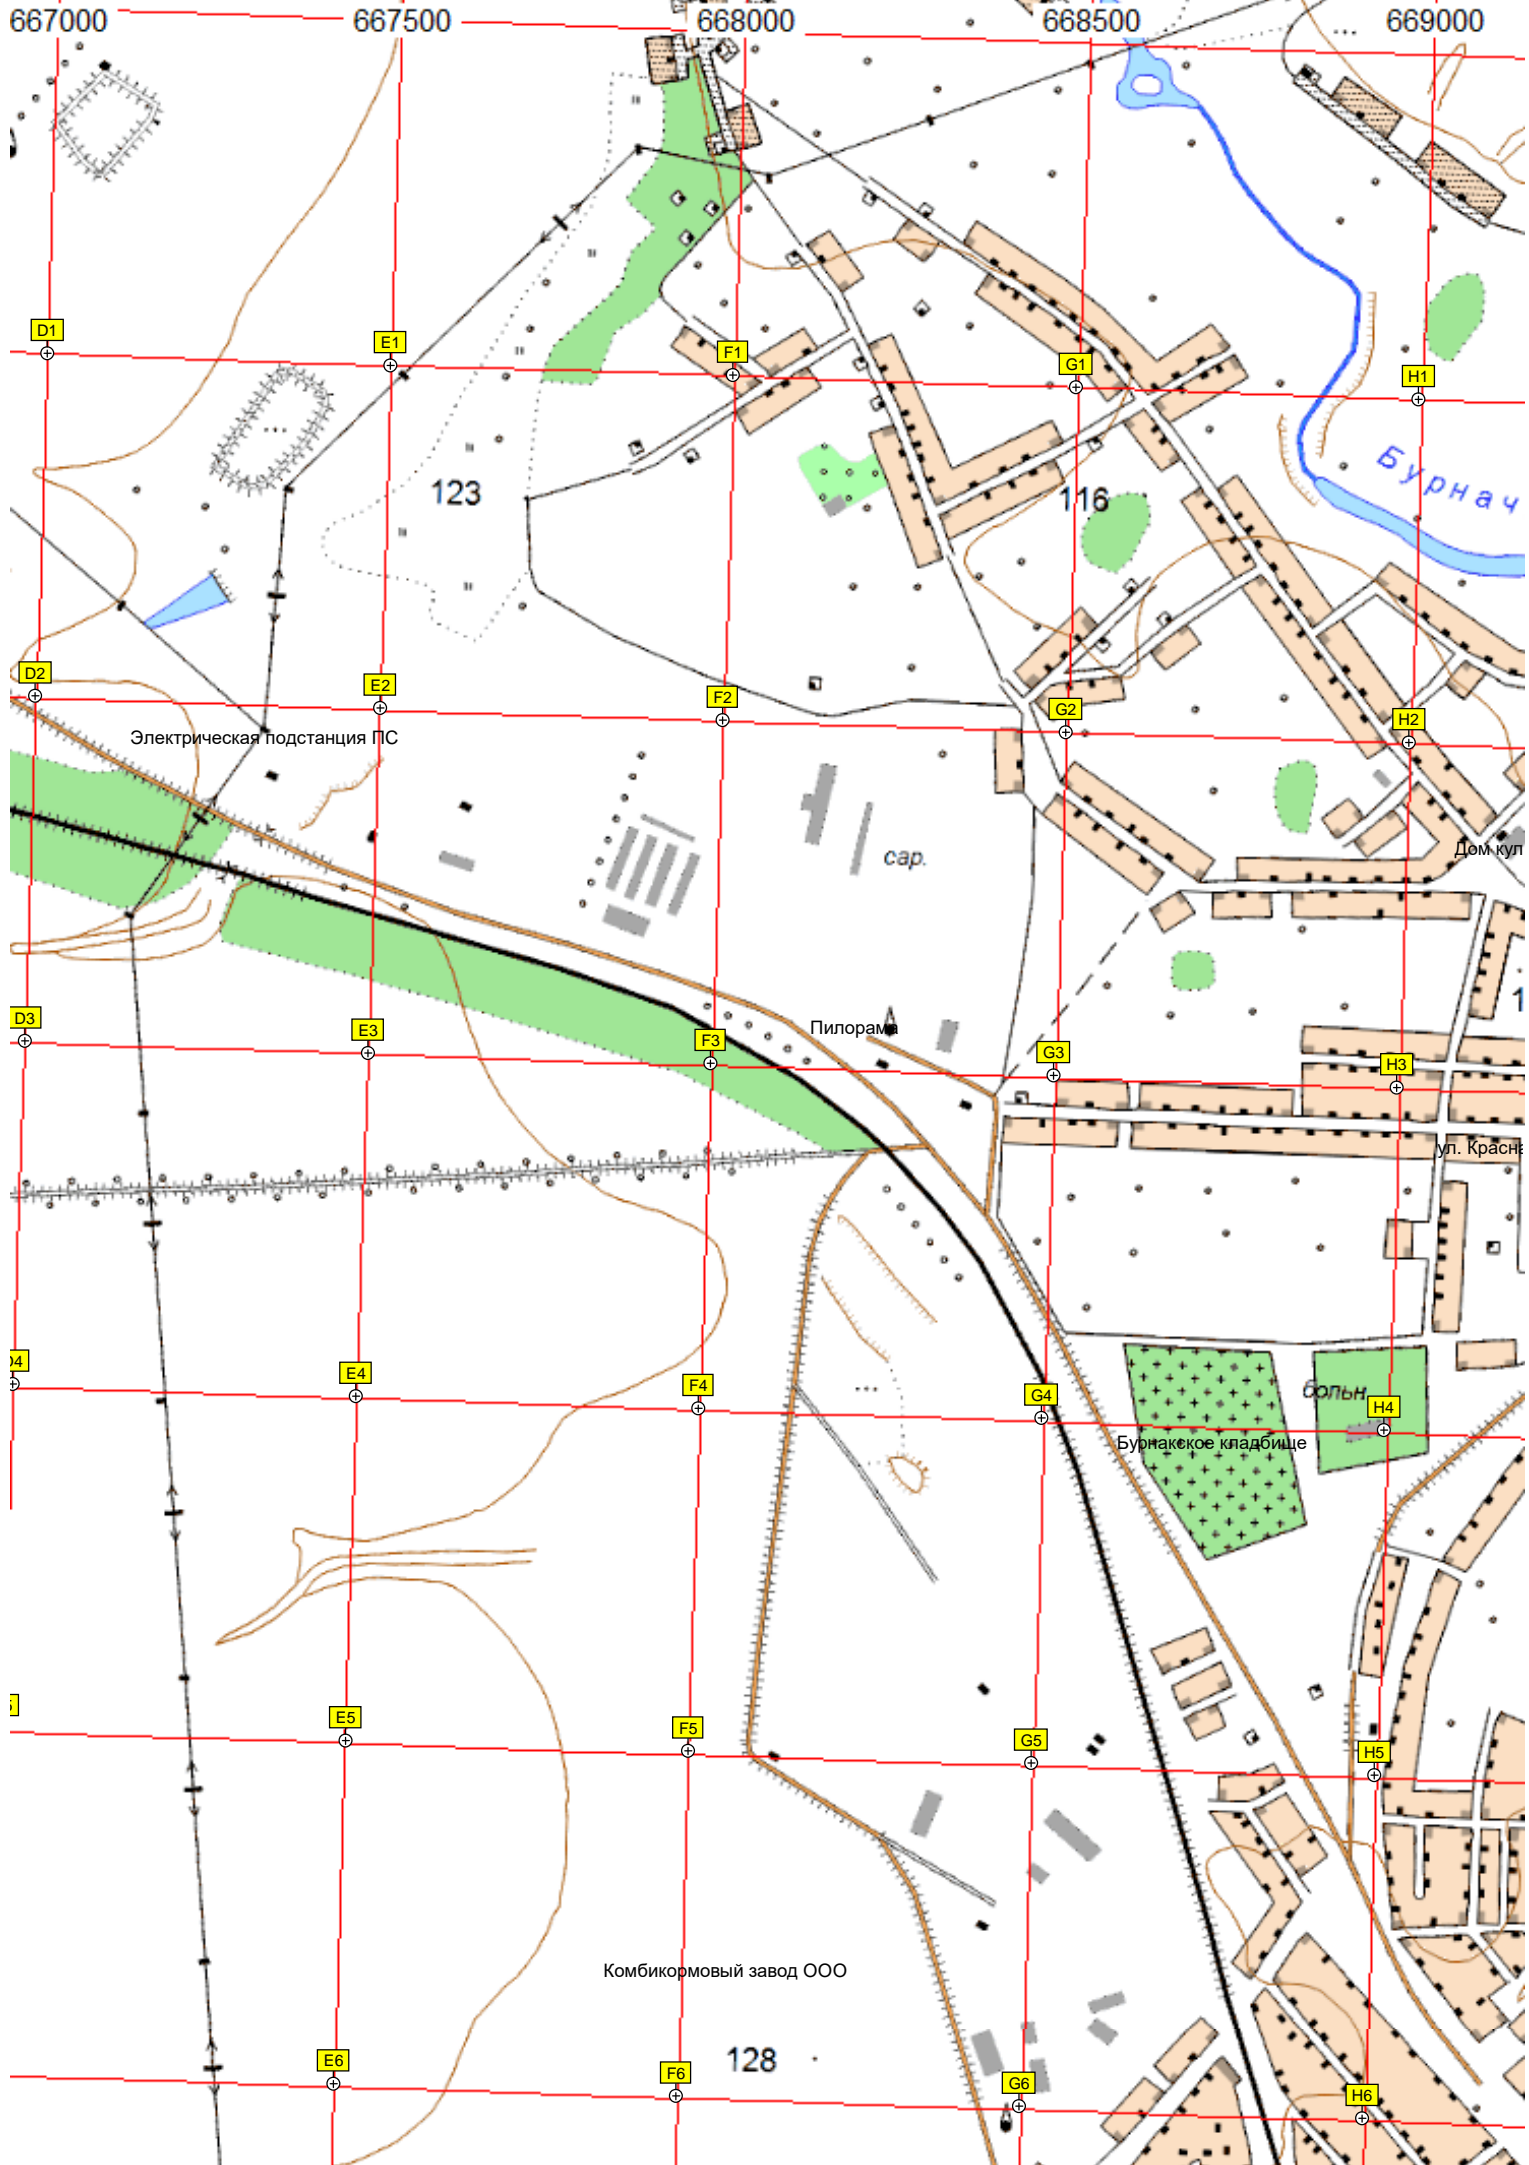 667000 667500 668000 668500 669000
D1 E1 F1 G1 H1
Бурнач
123 116
D2 E2 F2 G2 H2
Электрическая подстанция ПС
Дом кул
сар.
D3 E3 F3 G3 H3
Пилорама
ул. Красна
E4 F4 G4 H4
больн.
Бурнакское кладбище
E5 F5 G5 H5
Комбикормовый завод ООО
128
E6 F6 G6 H6